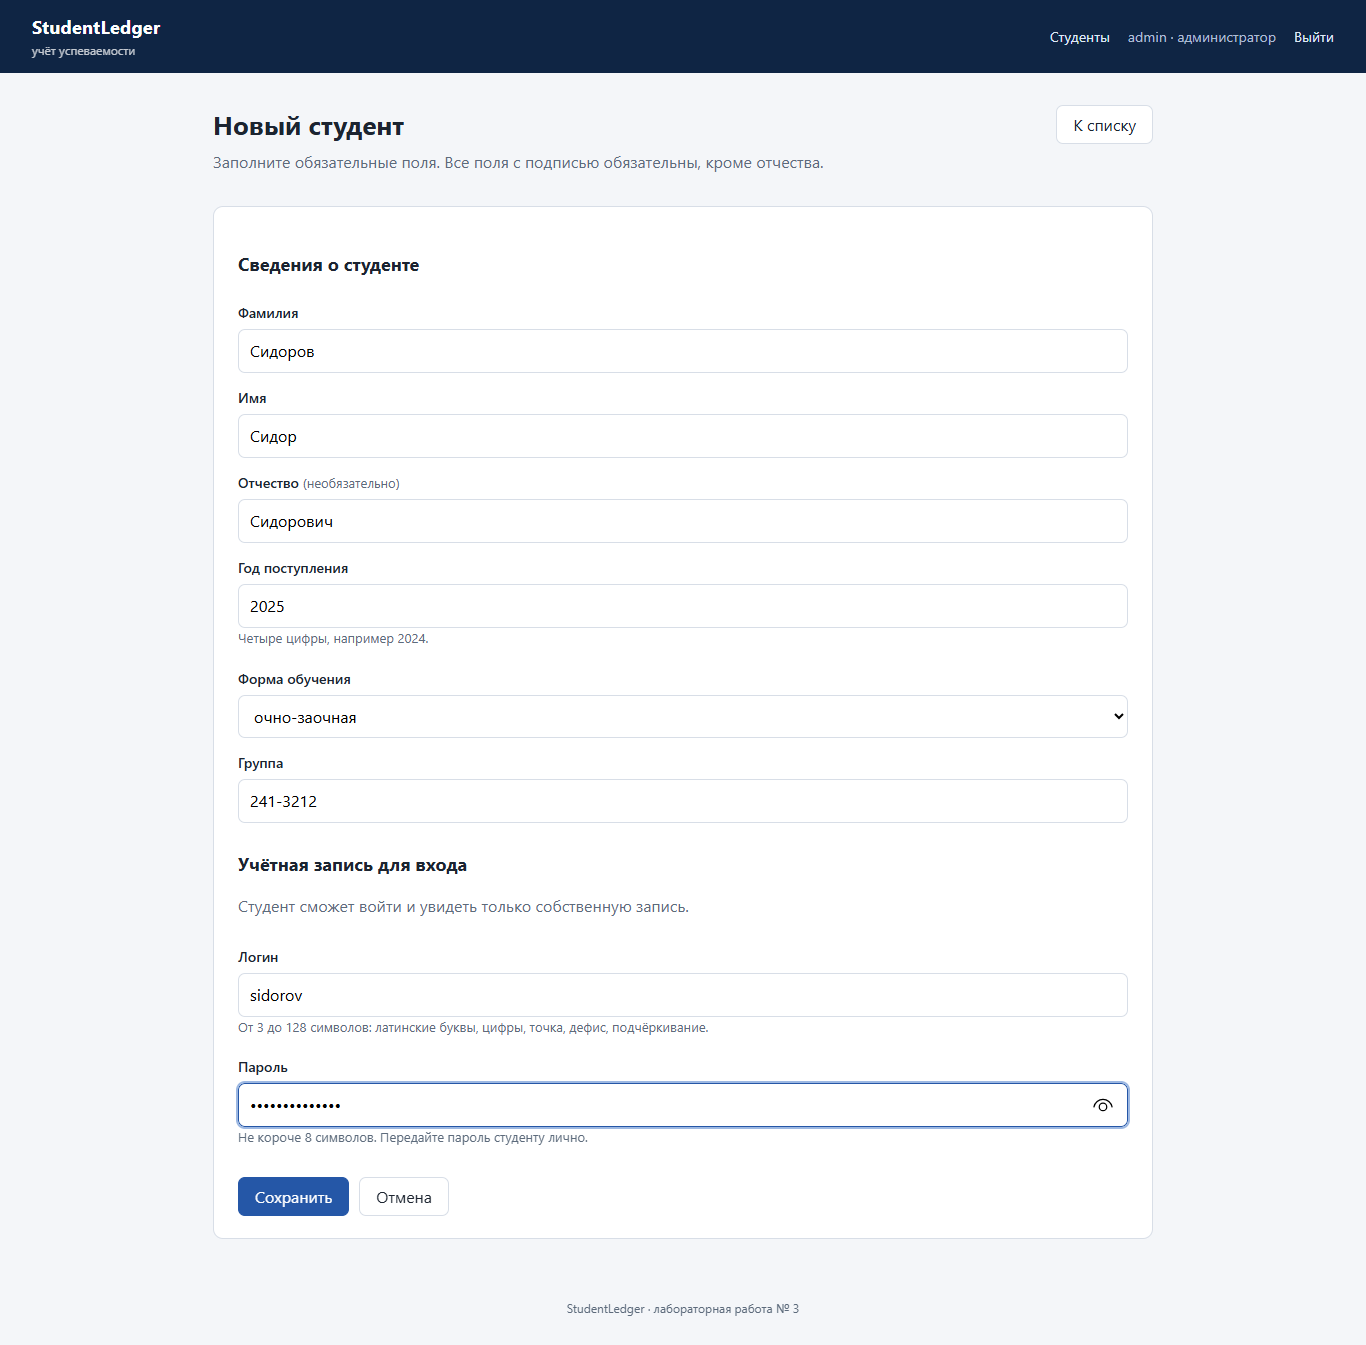 StudentLedger
учёт успеваемости
Студенты admin · администратор Выйти
Новый студент
К списку
Заполните обязательные поля. Все поля с подписью обязательны, кроме отчества.
Сведения о студенте
Фамилия
Сидоров
Имя
Сидор
Отчество (необязательно)
Сидорович
Год поступления
2025
Четыре цифры, например 2024.
Форма обучения
очно-заочная
Группа
241-3212
Учётная запись для входа
Студент сможет войти и увидеть только собственную запись.
Логин
sidorov
От 3 до 128 символов: латинские буквы, цифры, точка, дефис, подчёркивание.
Пароль
••••••••••••••
Не короче 8 символов. Передайте пароль студенту лично.
Сохранить Отмена
StudentLedger · лабораторная работа № 3